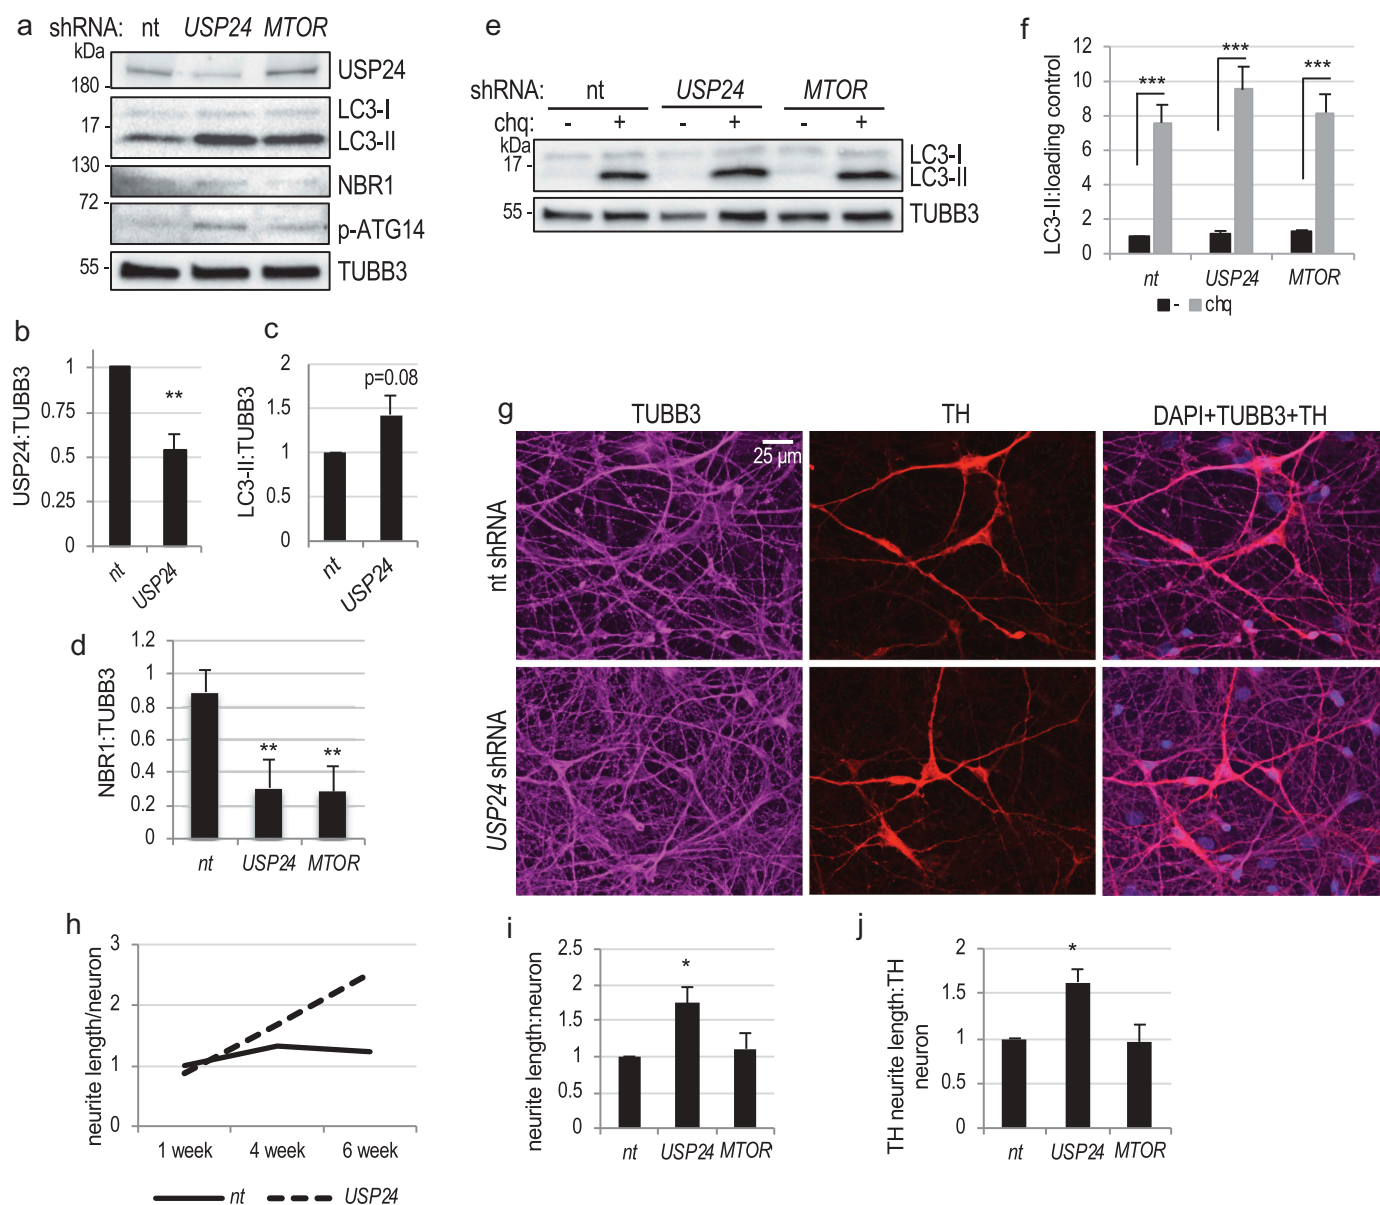 a
shRNA: nt USP24 MTOR
kDa
180
USP24
17
LC3-I
LC3-II
130
NBR1
72
p-ATG14
55
TUBB3
b
USP24:TUBB3
1
0.75
0.5
0.25
0
**
nt
USP24
c
LC3-II:TUBB3
2
1.5
1
0.5
0
p=0.08
nt
USP24
d
NBR1:TUBB3
1.2
1
0.8
0.6
0.4
0.2
0
** **
nt USP24 MTOR
e
shRNA: nt USP24 MTOR
chq: - + - + - +
kDa
17
LC3-I
LC3-II
55
TUBB3
f
LC3-II:loading control
12
10
8
6
4
2
0
*** *** ***
nt USP24 MTOR
- chq
g
TUBB3 TH DAPI+TUBB3+TH
25 µm
nt shRNA
USP24 shRNA
h
neurite length/neuron
3
2
1
0
1 week 4 week 6 week
nt USP24
i
neurite length:neuron
2.5
2
1.5
1
0.5
0
*
nt USP24 MTOR
j
TH neurite length:TH
neuron
2
1.5
1
0.5
0
*
nt USP24 MTOR